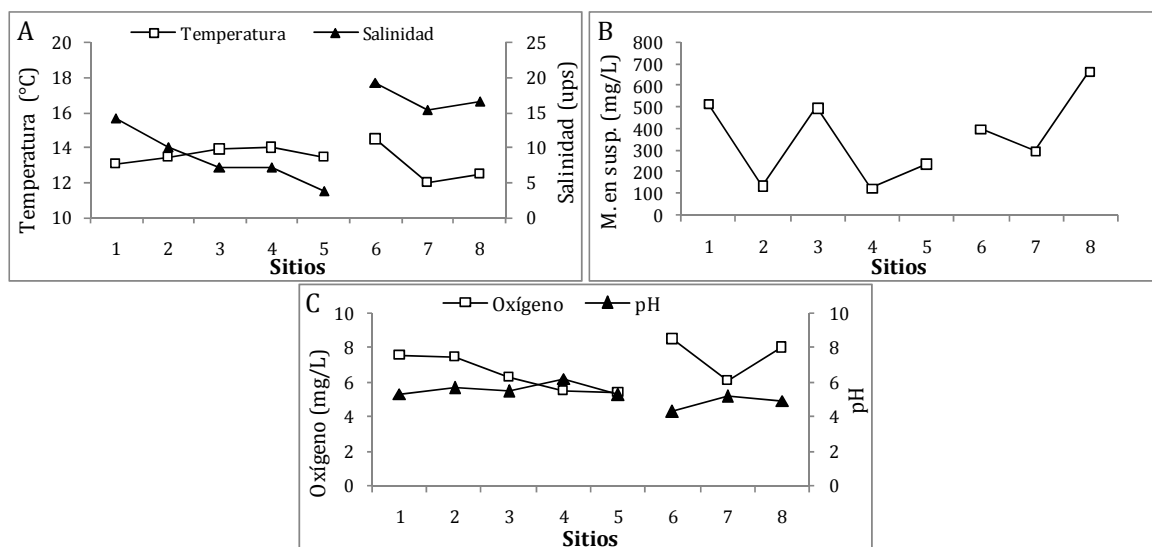 A
Temperatura
Salinidad
Temperatura (°C)
20
18
16
14
12
10
25
20
15
10
5
0
Salinidad (ups)
1 2 3 4 5 6 7 8
Sitios
B
M. en susp. (mg/L)
800
700
600
500
400
300
200
100
0
1 2 3 4 5 6 7 8
Sitios
C
Oxígeno
pH
Oxígeno (mg/L)
10
8
6
4
2
0
10
8
6
4
2
0
pH
1 2 3 4 5 6 7 8
Sitios